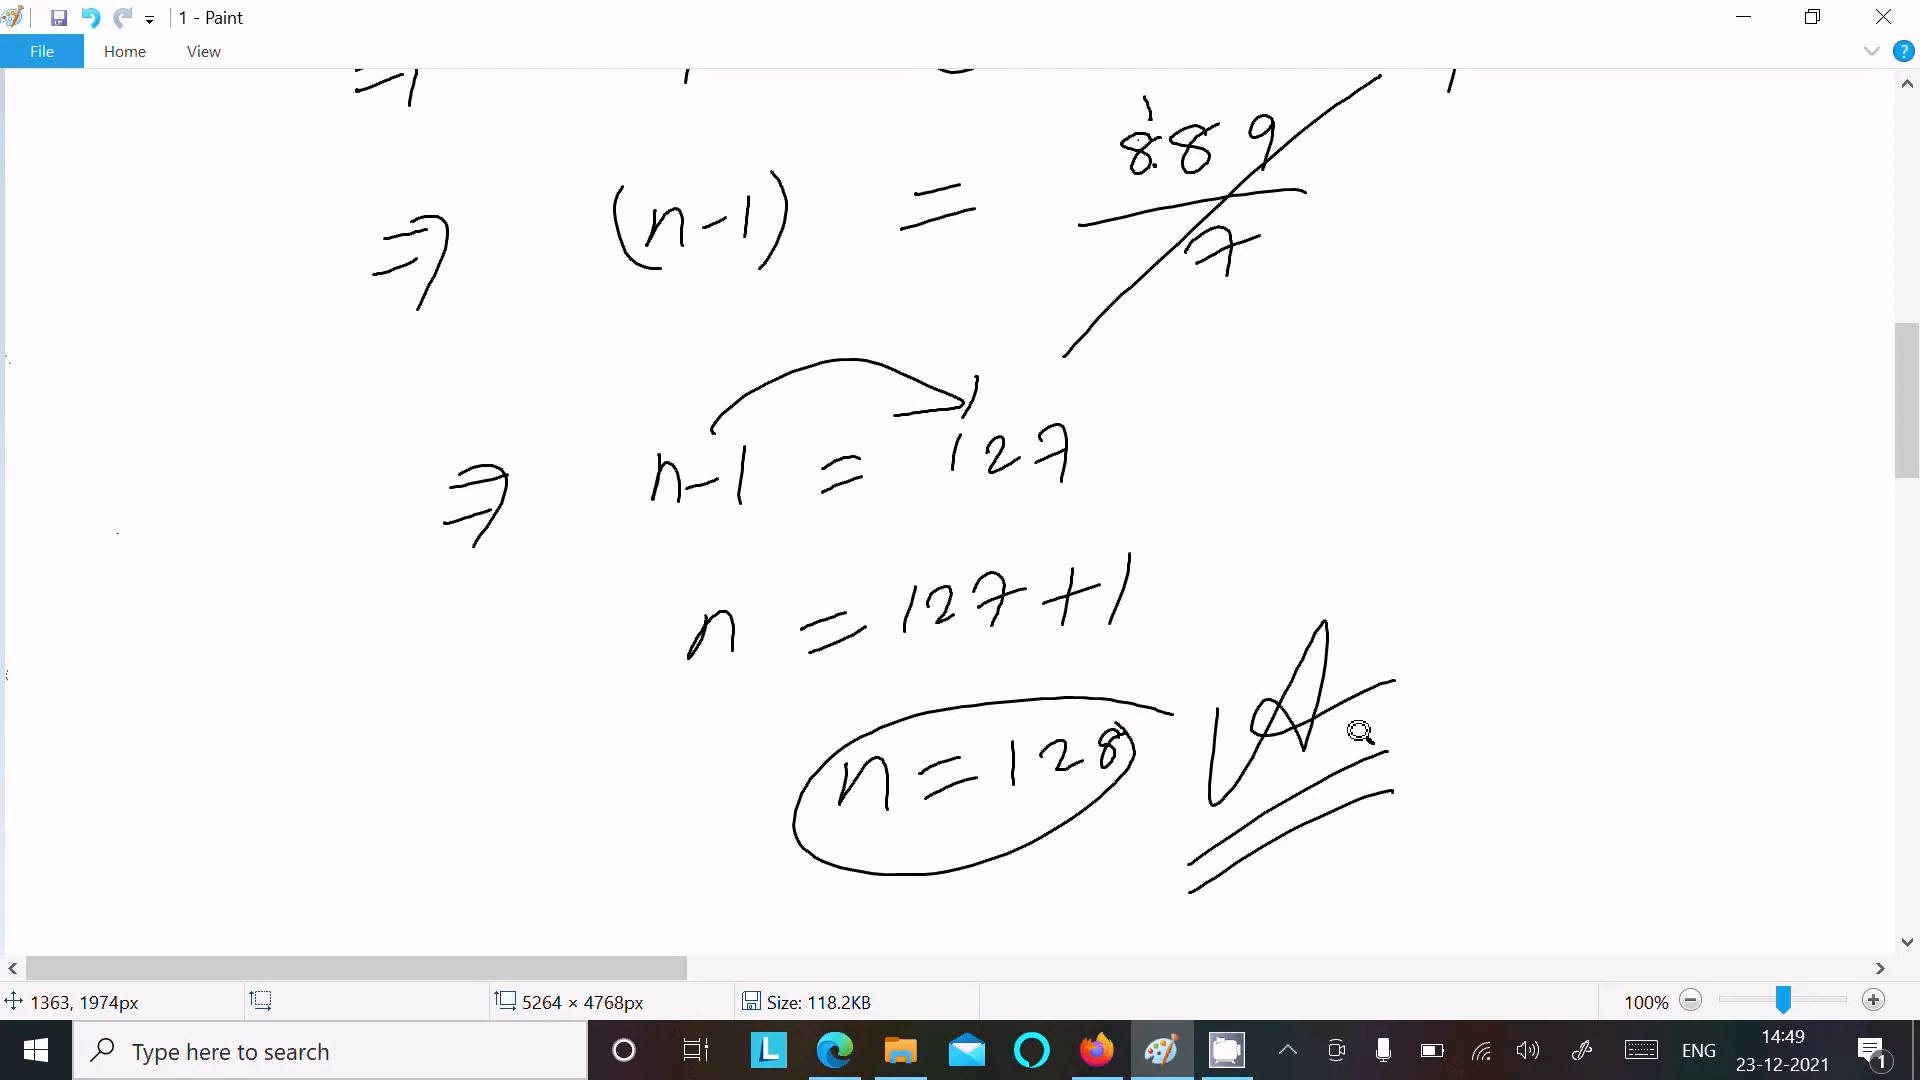 1 - Paint
File Home View
⇒ (n-1) = 889/7
⇒ n-1 = 127
n = 127+1
n = 128
1363, 1974px 5264 × 4768px Size: 118.2KB 100%
Type here to search L ENG 14:49
23-12-2021 1